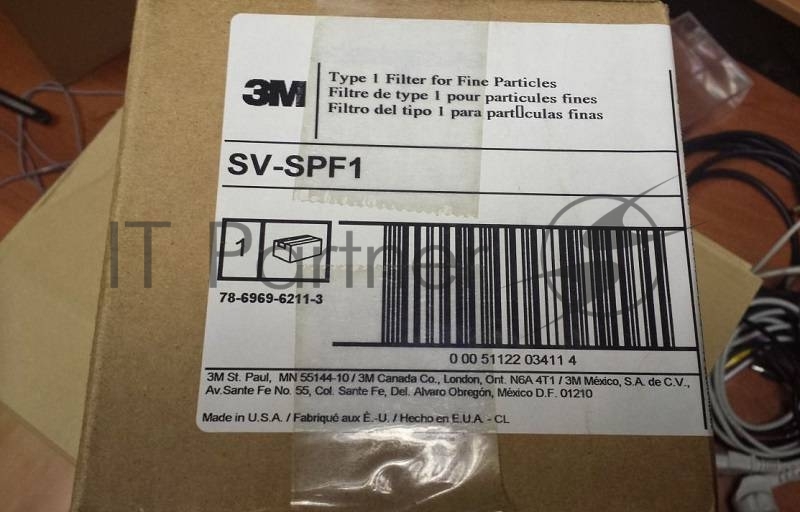 3M
Type 1 Filter for Fine Particles
Filtre de type 1 pour particules fines
Filtro del tipo 1 para part□culas finas
SV-SPF1
IT Partner
1
78-6969-6211-3
0 00 51122 03411 4
3M St. Paul, MN 55144-10 / 3M Canada Co., London, Ont. N6A 4T1 / 3M México, S.A. de C.V.,
Av.Sante Fe No. 55, Col. Sante Fe, Del. Alvaro Obregón, México D.F. 01210
Made in U.S.A. / Fabriqué aux É.-U. / Hecho en E.U.A. - CL